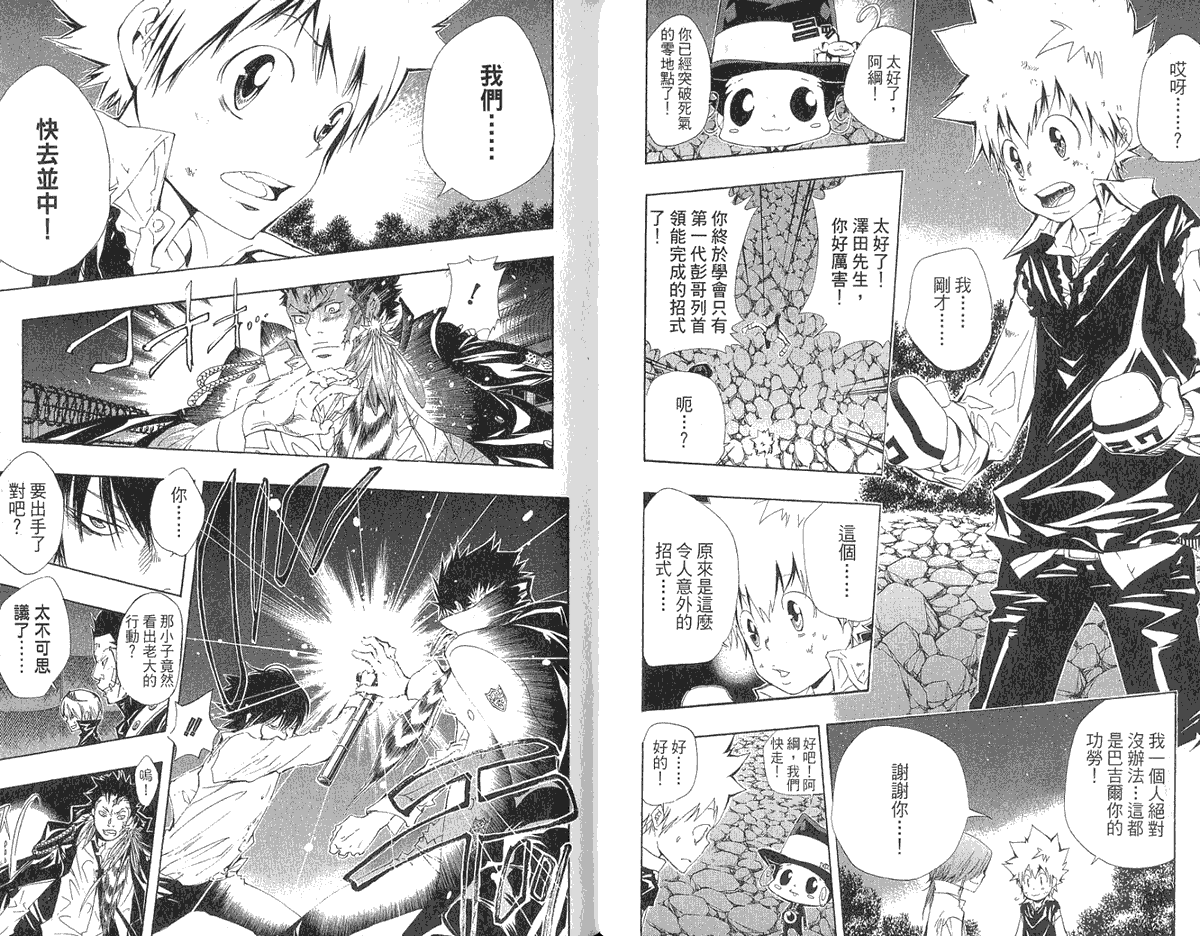 哎呀……?
我……
剛才……
太好了，
阿綱！
你已經突破死氣
的零地點了！
太好了！
澤田先生，
你好厲害！
你終於學會只有
第一代彭哥列首
領能完成的招式
了！
呃…?
這個……
原來是這麼
令人意外的
招式……
我一個人絕對
沒辦法…這都
是巴吉爾你的
功勞！
謝謝你……！
好吧！阿
綱，我們
快走！
好……
好的！
我們……
快去並中！
！
你……
要出手了
對吧？
那小子竟然
看出老大的
行動？
太不可思
議了……
!!
嗚！